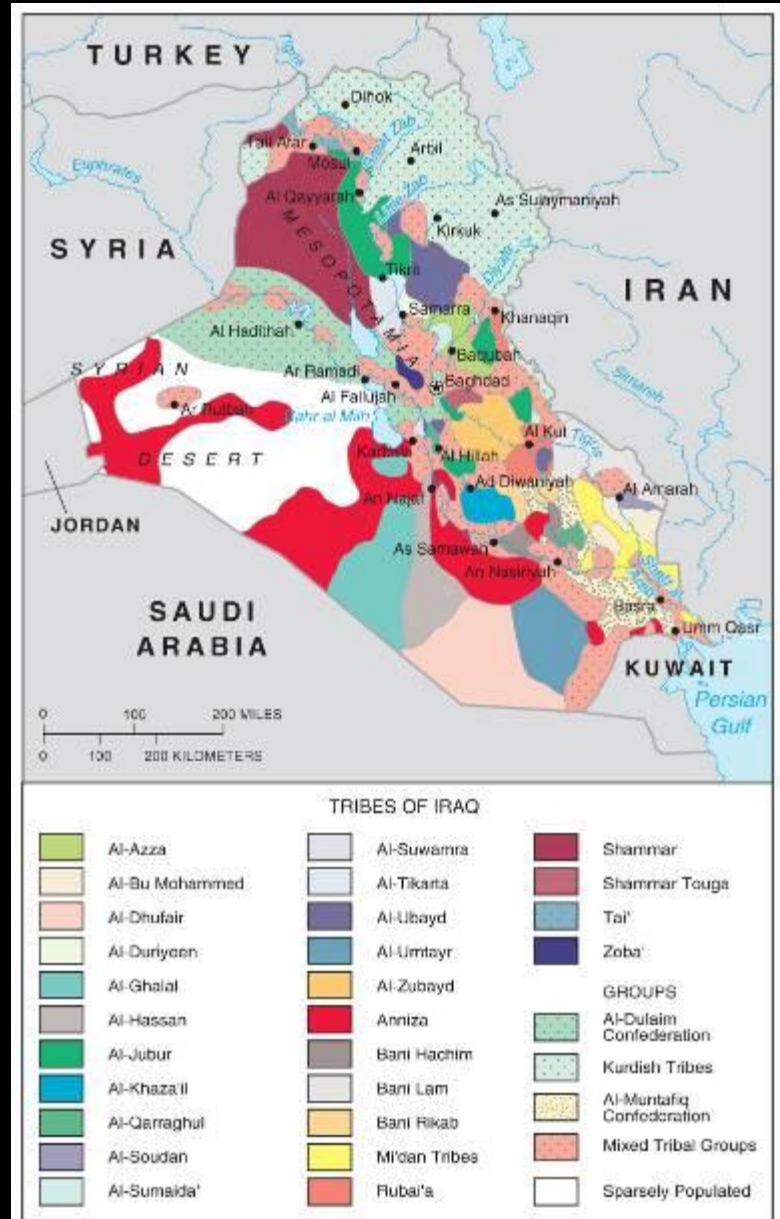 TURKEY
Tigris
Dihok
Tall Afar
Mosul
Great Zab
Arbil
Euphrates
Al Qayyarah
Little Zab
As Sulaymaniyah
Kirkuk
SYRIA
MESOPOTAMIA
Tikrit
Diyala
IRAN
Samarra
Khanaqin
Al Hadithah
Baqubah
SYRIAN
Ar Ramadi
Baghdad
Al Fallujah
Ar Rutbah
Bahr al Milh
Al Kut
Tigris
DESERT
Karbala
Al Hillah
Ad Diwaniyah
Al Amarah
An Najaf
JORDAN
As Samawah
An Nasiriyah
Shatt al
Arab
SAUDI
ARABIA
Basra
Umm Qasr
KUWAIT
Persian
Gulf
0 100 200 MILES
0 100 200 KILOMETERS
TRIBES OF IRAQ
Al-Azza
Al-Bu Mohammed
Al-Dhufair
Al-Duriyeen
Al-Ghalal
Al-Hassan
Al-Jubur
Al-Khaza'il
Al-Qarraghul
Al-Soudan
Al-Sumaida'
Al-Suwamra
Al-Tikarta
Al-Ubayd
Al-Umtayr
Al-Zubayd
Anniza
Bani Hachim
Bani Lam
Bani Rikab
Mi'dan Tribes
Rubai'a
Shammar
Shammar Touga
Tai'
Zoba'
GROUPS
Al-Dulaim
Confederation
Kurdish Tribes
Al-Muntafiq
Confederation
Mixed Tribal Groups
Sparsely Populated